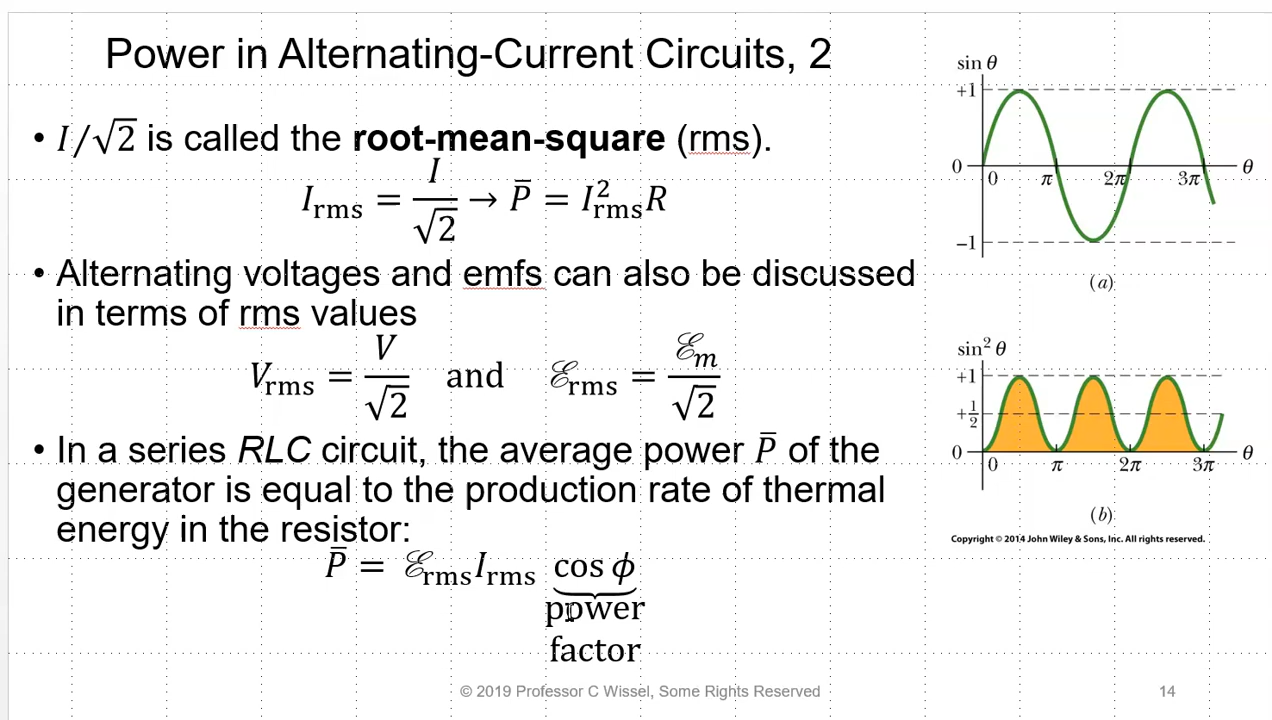 Power in Alternating-Current Circuits, 2
• I/√2 is called the root-mean-square (rms).
I_rms = I/√2 → P̅ = I²_rms R
• Alternating voltages and emfs can also be discussed
in terms of rms values
V_rms = V/√2 and ℰ_rms = ℰ_m/√2
• In a series RLC circuit, the average power P̅ of the
generator is equal to the production rate of thermal
energy in the resistor:
P̅ = ℰ_rms I_rms cos ϕ
power
factor
sin θ
+1
0
0 π 2π 3π θ
−1
(a)
sin² θ
+1
+1/2
0
0 π 2π 3π θ
(b)
Copyright © 2014 John Wiley & Sons, Inc. All rights reserved.
© 2019 Professor C Wissel, Some Rights Reserved
14